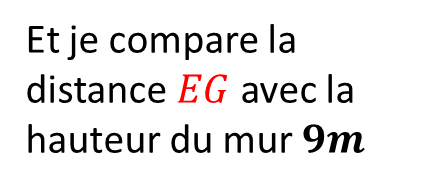 Et je compare la
distance EG avec la
hauteur du mur 9m